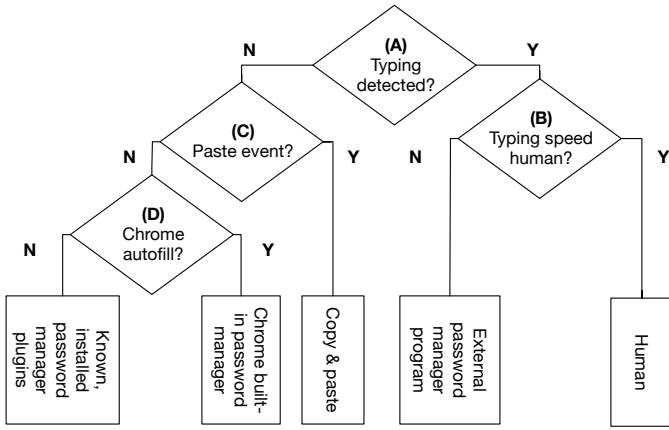 (A)
Typing
detected?
N
Y
(C)
Paste event?
(B)
Typing speed
human?
N
Y
N
Y
(D)
Chrome
autofill?
N
Y
Known,
installed
password
manager
plugins
Chrome built-
in password
manager
Copy & paste
External
password
manager
program
Human